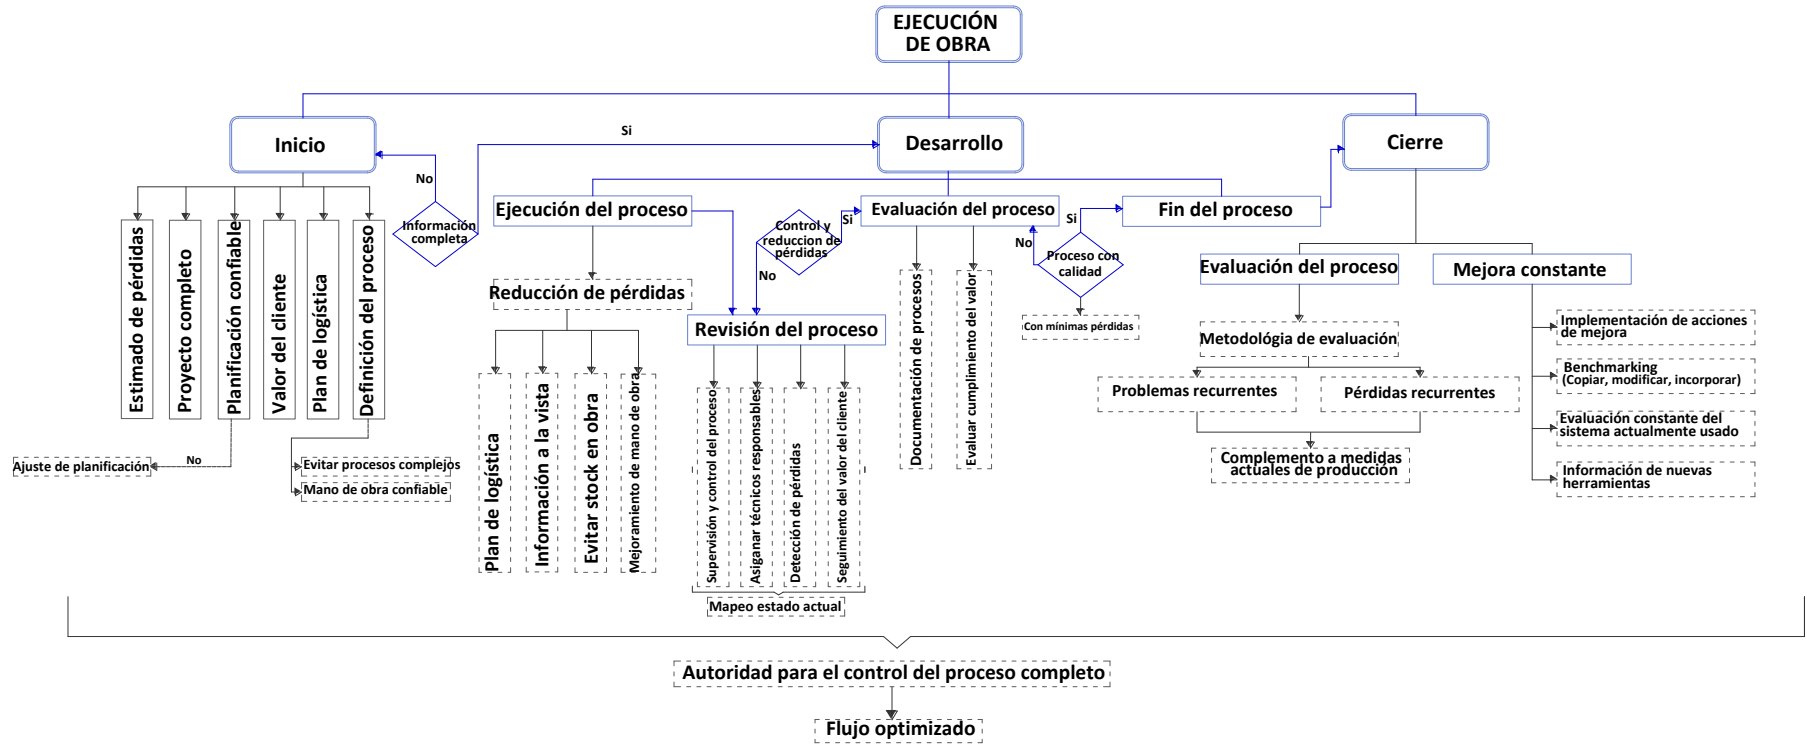 EJECUCIÓN
DE OBRA
Inicio
Si
Desarrollo
Cierre
No
Información
completa
Estimado de pérdidas
Proyecto completo
Planificación confiable
Valor del cliente
Plan de logística
Definición del proceso
No
Ajuste de planificación
Evitar procesos complejos
Mano de obra confiable
Ejecución del proceso
Reducción de pérdidas
Plan de logística
Información a la vista
Evitar stock en obra
Mejoramiento de mano de obra
Control y
reduccion de
pérdidas
Si
No
Revisión del proceso
Supervisión y control del proceso
Asiganar técnicos responsables
Detección de pérdidas
Seguimiento del valor del cliente
Mapeo estado actual
Evaluación del proceso
Documentación de procesos
Evaluar cumplimiento del valor
Si
No
Proceso con
calidad
Con mínimas pérdidas
Fin del proceso
Evaluación del proceso
Metodológia de evaluación
Problemas recurrentes
Pérdidas recurrentes
Complemento a medidas
actuales de producción
Mejora constante
Implementación de acciones
de mejora
Benchmarking
(Copiar, modificar, incorporar)
Evaluación constante del
sistema actualmente usado
Información de nuevas
herramientas
Autoridad para el control del proceso completo
Flujo optimizado